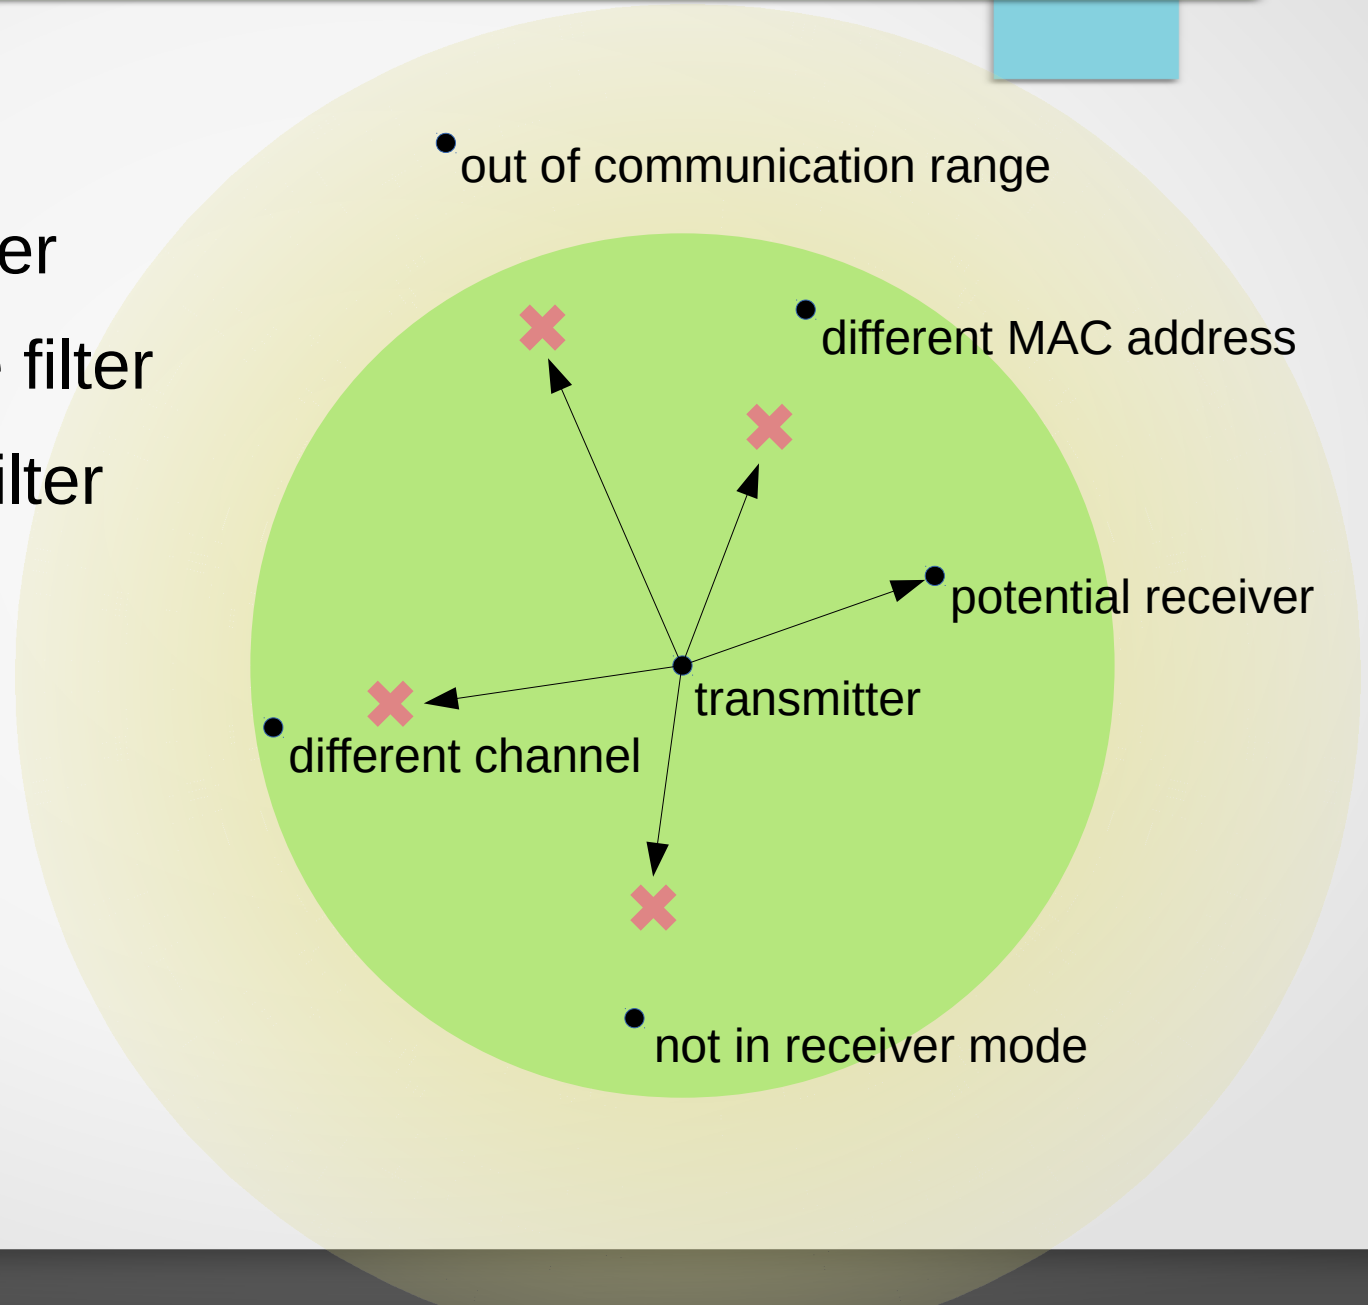 out of communication range
er
different MAC address
filter
ilter
potential receiver
transmitter
different channel
not in receiver mode